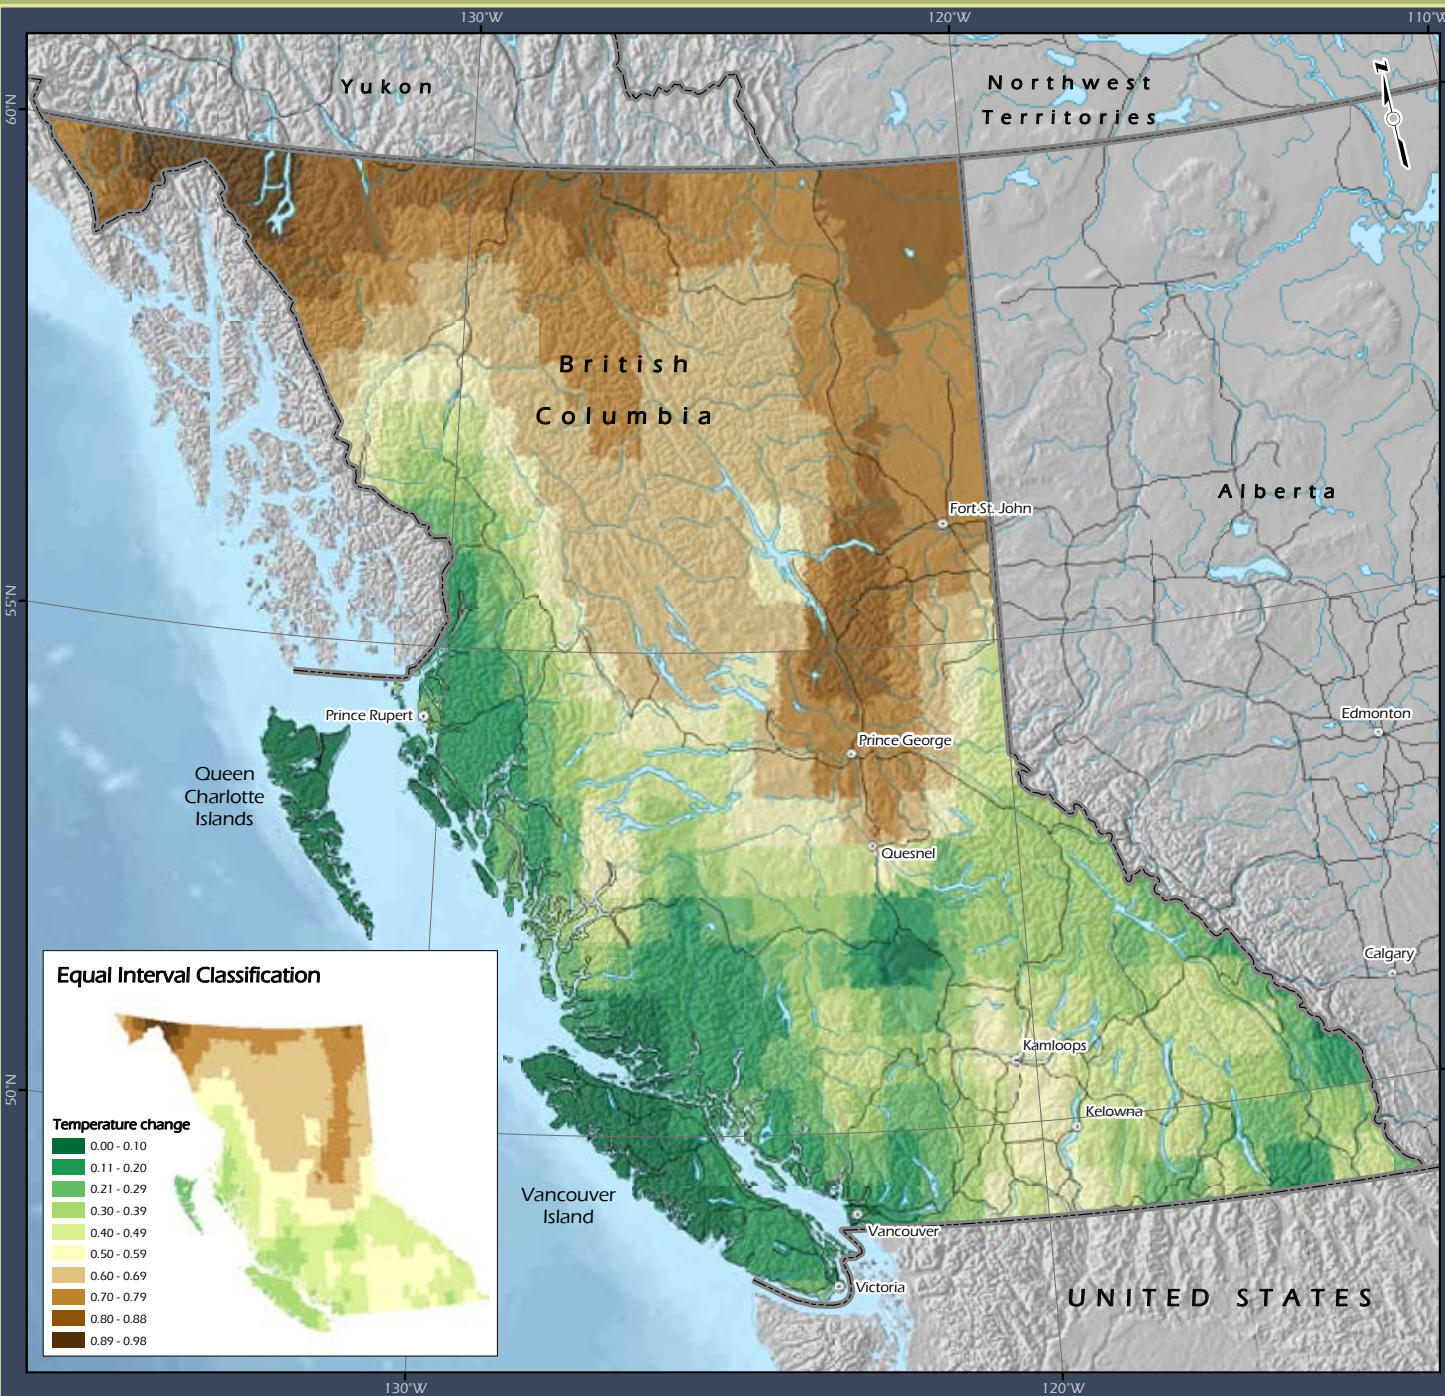 130°W
120°W
110°W
Yukon
Northwest
Territories
60°N
N
British
Columbia
Alberta
Fort St. John
55°N
Prince Rupert
Edmonton
Prince George
Queen
Charlotte
Islands
Quesnel
Calgary
Equal Interval Classification
Kamloops
50°N
Kelowna
Temperature change
0.00 - 0.10
0.11 - 0.20
0.21 - 0.29
0.30 - 0.39
0.40 - 0.49
0.50 - 0.59
0.60 - 0.69
0.70 - 0.79
0.80 - 0.88
0.89 - 0.98
Vancouver
Island
Vancouver
Victoria
UNITED STATES
130°W
120°W